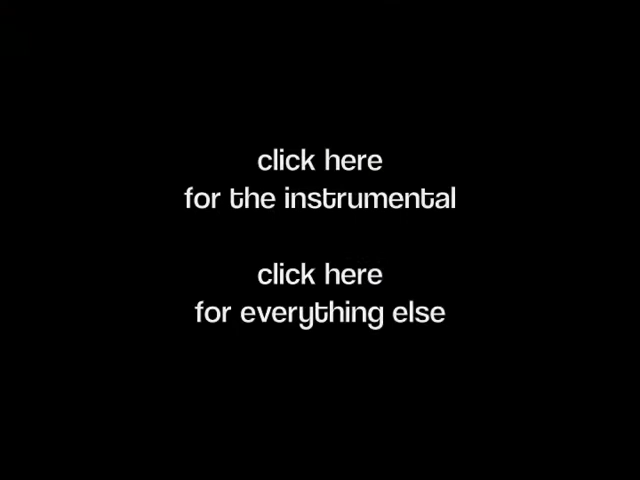 click here
for the instrumental
click here
for everything else